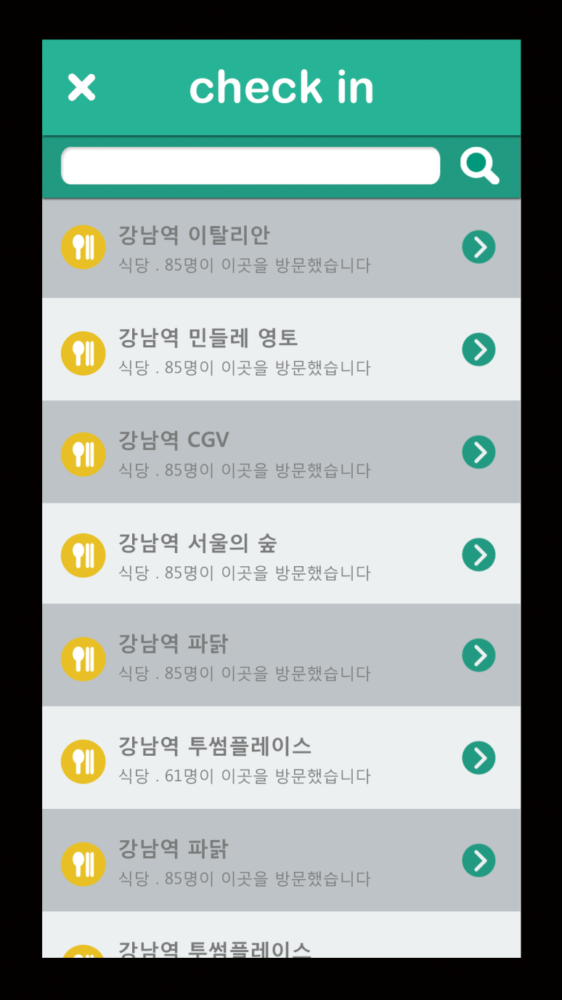 check in
강남역 이탈리안
식당 . 85명이 이곳을 방문했습니다
강남역 민들레 영토
식당 . 85명이 이곳을 방문했습니다
강남역 CGV
식당 . 85명이 이곳을 방문했습니다
강남역 서울의 숲
식당 . 85명이 이곳을 방문했습니다
강남역 파닭
식당 . 85명이 이곳을 방문했습니다
강남역 투썸플레이스
식당 . 61명이 이곳을 방문했습니다
강남역 파닭
식당 . 85명이 이곳을 방문했습니다
강남역 투썸플레이스